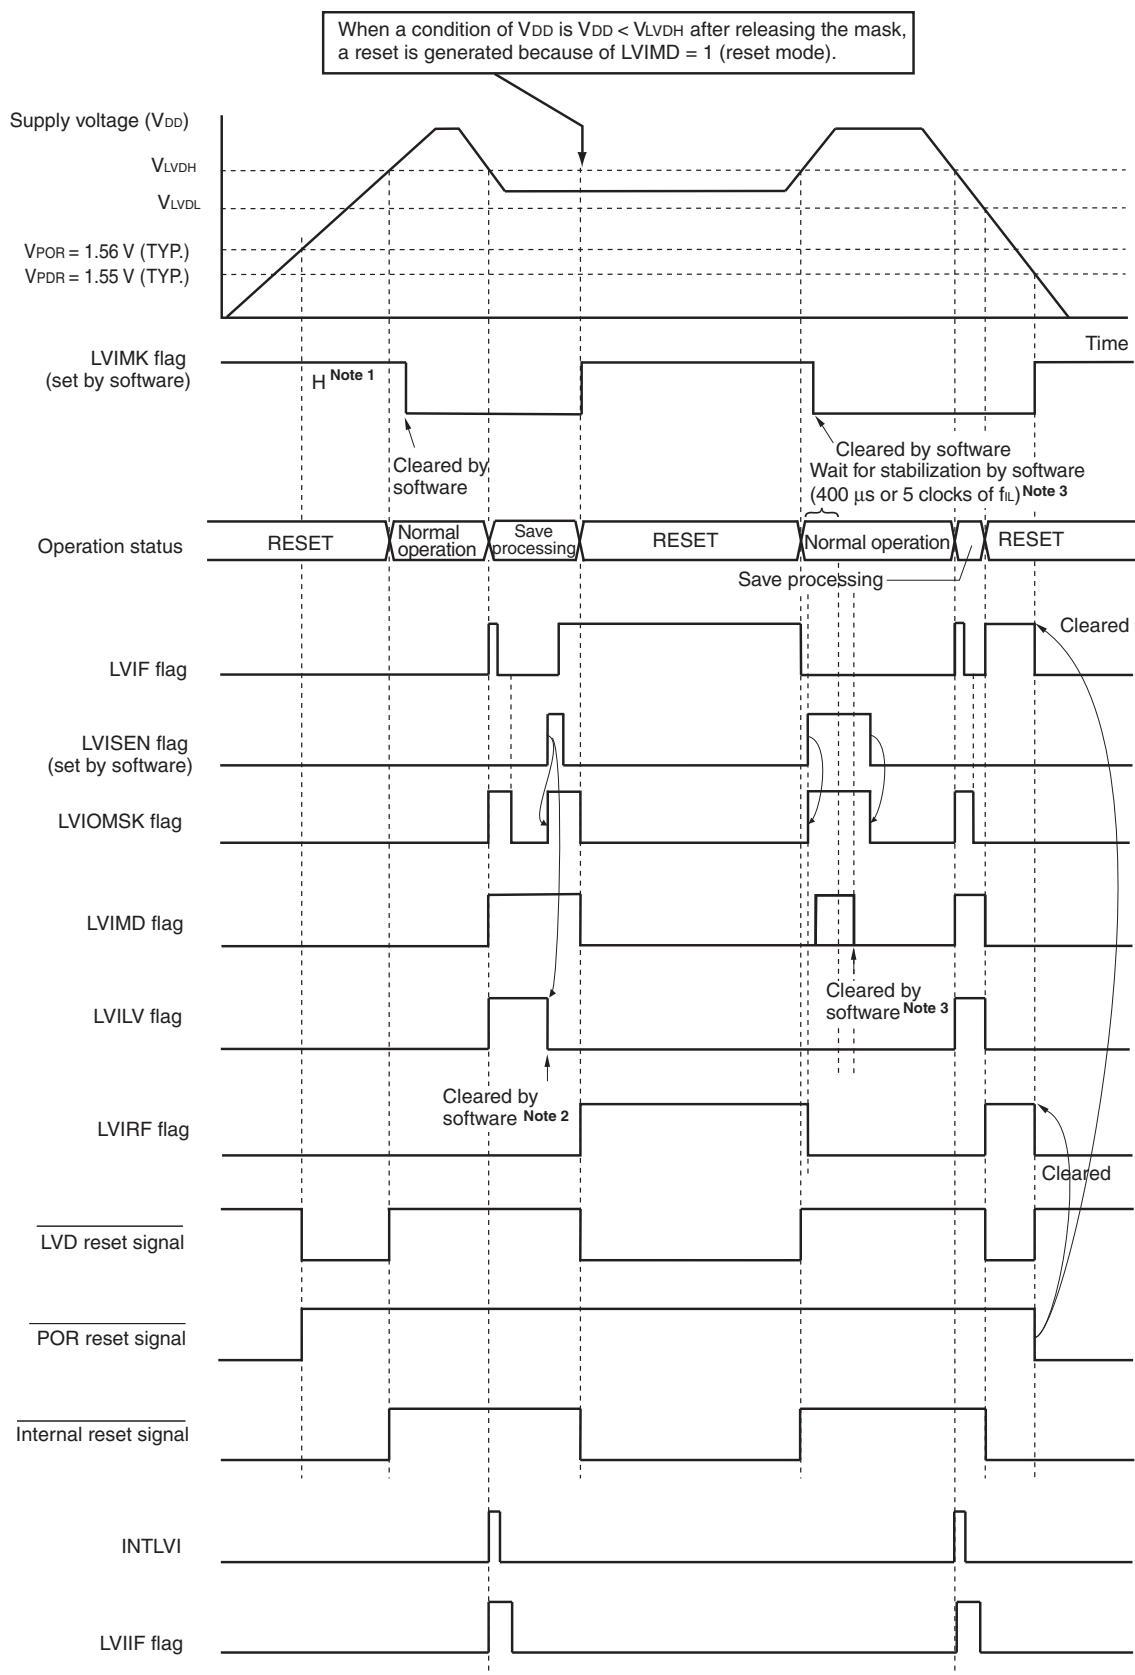 When a condition of VDD is VDD < VLVDH after releasing the mask,
a reset is generated because of LVIMD = 1 (reset mode).
Supply voltage (VDD)
VLVDH
VLVDL
VPOR = 1.56 V (TYP.)
VPDR = 1.55 V (TYP.)
Time
LVIMK flag
(set by software)
H Note 1
Cleared by
software
Cleared by software
Wait for stabilization by software
(400 μs or 5 clocks of fIL) Note 3
Operation status
RESET
Normal
operation
Save
processing
RESET
Normal operation
RESET
Save processing
Cleared
LVIF flag
LVISEN flag
(set by software)
LVIOMSK flag
LVIMD flag
Cleared by
software Note 3
LVILV flag
Cleared by
software Note 2
LVIRF flag
Cleared
LVD reset signal
POR reset signal
Internal reset signal
INTLVI
LVIIF flag